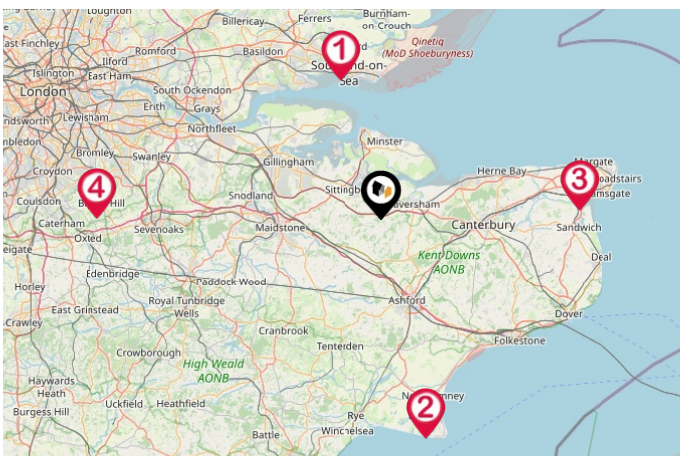 Loughton
Ferrers
Burnham-
on-Crouch
Billericay
East Finchley
Romford
Basildon
1
Qinetiq
(MoD Shoeburyness)
Ilford
Islington
East Ham
South
on-
Sea
London
South Ockendon
Erith
Grays
Lewisham
Northfleet
Minster
Bromley
Swanley
Gillingham
Herne Bay
Margate
Croydon
4
Snodland
3
Coulsdon
Hill
Faversham
Canterbury
Caterham
Sevenoaks
Maidstone
Sandwich
Oxted
Kent Downs
AONB
Deal
Edenbridge
Paddock Wood
Horley
Ashford
Royal Tunbridge
Wells
East Grinstead
Dover
Crawley
Cranbrook
Folkestone
Tenterden
Crowborough
High Weald
AONB
Haywards
Heath
2
Uckfield
Heathfield
Rye
Burgess Hill
Winchelsea
Battle